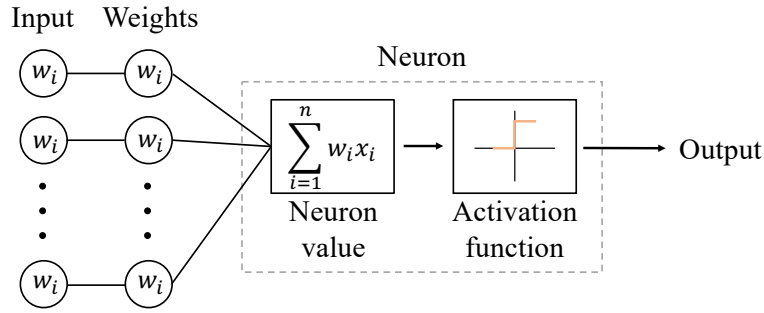 Input Weights
Neuron
w_i w_i
w_i w_i
w_i w_i
n
∑ w_i x_i
i=1
Neuron
value
Activation
function
Output